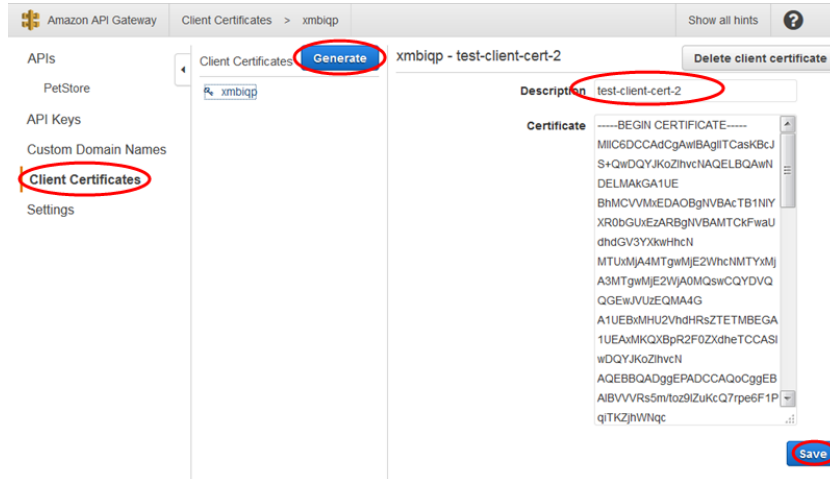 Amazon API Gateway
Client Certificates > xmbiqp
Show all hints
?
APIs
PetStore
API Keys
Custom Domain Names
Client Certificates
Settings
Client Certificates
Generate
xmbiqp
xmbiqp - test-client-cert-2
Delete client certificate
Description
test-client-cert-2
Certificate
-----BEGIN CERTIFICATE-----
MIIC6DCCAdCgAwIBAgIITCasKBcJ
S+QwDQYJKoZIhvcNAQELBQAwN
DELMAkGA1UE
BhMCVVMxEDAOBgNVBAcTB1NlY
XR0bGUxEzARBgNVBAMTCkFwaU
dhdGV3YXkwHhcN
MTUxMjA4MTgwMjE2WhcNMTYxMj
A3MTgwMjE2WjA0MQswCQYDVQ
QGEwJVUzEQMA4G
A1UEBxMHU2VhdHRsZTETMBEGA
1UEAxMKQXBpR2F0ZXdheTCCASI
wDQYJKoZIhvcN
AQEBBQADggEPADCCAQoCggEB
AIBVVVRs5m/toz9IZuKcQ7rpe6F1P
qiTKZjhWNqc
Save